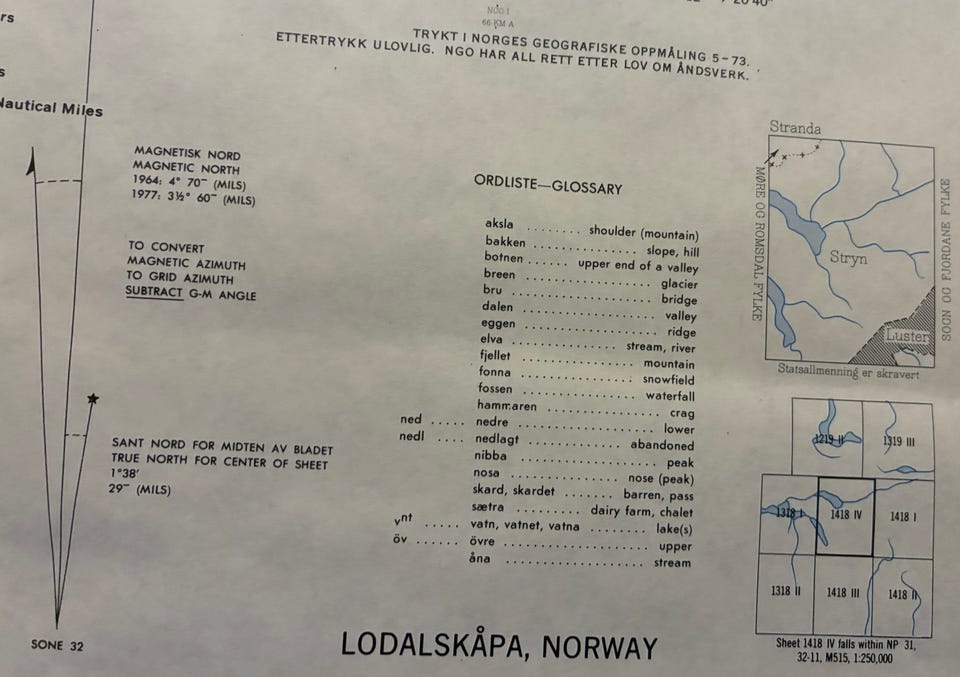 7°20'40"
NGO I
66 KM A
TRYKT I NORGES GEOGRAFISKE OPPMÅLING 5-73.
ETTERTRYKK ULOVLIG. NGO HAR ALL RETT ETTER LOV OM ÅNDSVERK.
rs
s
Nautical Miles
MAGNETISK NORD
MAGNETIC NORTH
1964: 4° 70⁻ (MILS)
1977: 3½° 60⁻ (MILS)
TO CONVERT
MAGNETIC AZIMUTH
TO GRID AZIMUTH
SUBTRACT G-M ANGLE
SANT NORD FOR MIDTEN AV BLADET
TRUE NORTH FOR CENTER OF SHEET
1°38'
29⁻ (MILS)
SONE 32
ORDLISTE—GLOSSARY
aksla ........ shoulder (mountain)
bakken ............... slope, hill
botnen ...... upper end of a valley
breen .................... glacier
bru ...................... bridge
dalen .................... valley
eggen .................... ridge
elva ............... stream, river
fjellet ................ mountain
fonna ................. snowfield
fossen ................ waterfall
hammaren ................. crag
ned ..... nedre .................... lower
nedl .... nedlagt .............. abandoned
nibba .................... peak
nosa ............... nose (peak)
skard, skardet ....... barren, pass
sætra ......... dairy farm, chalet
vnt ..... vatn, vatnet, vatna ........ lake(s)
öv ...... övre .................... upper
åna .................... stream
LODALSKÅPA, NORWAY
Stranda
MØRE OG ROMSDAL FYLKE
SOGN OG FJORDANE FYLKE
Stryn
Luster
Statsallmenning er skravert
1219 II
1319 III
1318 I
1418 IV
1418 I
1318 II
1418 III
1418 II
Sheet 1418 IV falls within NP 31,
32-11, M515, 1:250,000